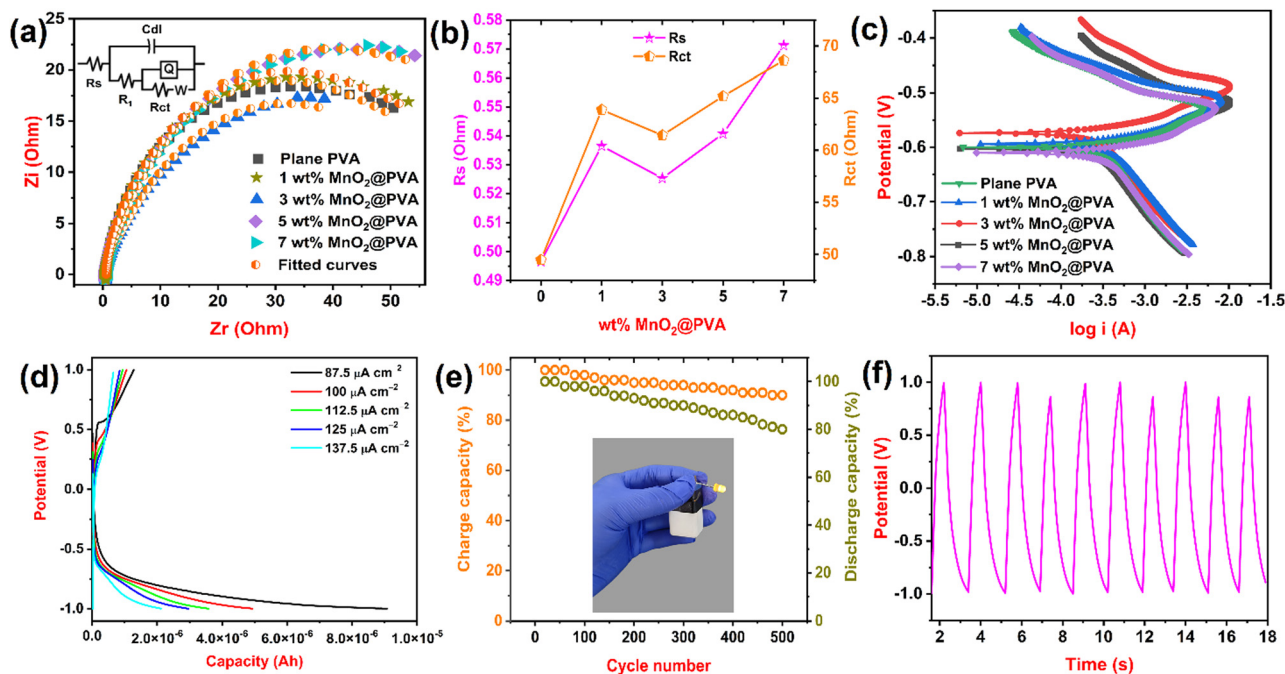 (a)
Cdl
Rs
R1
Q
Rct
W
Zi (Ohm)
25
20
15
10
5
0
Plane PVA
1 wt% MnO₂@PVA
3 wt% MnO₂@PVA
5 wt% MnO₂@PVA
7 wt% MnO₂@PVA
Fitted curves
0 10 20 30 40 50
Zr (Ohm)
(b)
Rs
Rct
Rs (Ohm)
0.58
0.57
0.56
0.55
0.54
0.53
0.52
0.51
0.50
0.49
Rct (Ohm)
70
65
60
55
50
0 1 3 5 7
wt% MnO₂@PVA
(c)
Potential (V)
-0.4
-0.5
-0.6
-0.7
-0.8
Plane PVA
1 wt% MnO₂@PVA
3 wt% MnO₂@PVA
5 wt% MnO₂@PVA
7 wt% MnO₂@PVA
-5.5 -5.0 -4.5 -4.0 -3.5 -3.0 -2.5 -2.0 -1.5
log i (A)
(d)
Potential (V)
1.0
0.5
0.0
-0.5
-1.0
87.5 µA cm⁻²
100 µA cm⁻²
112.5 µA cm⁻²
125 µA cm⁻²
137.5 µA cm⁻²
0.0 2.0×10⁻⁶ 4.0×10⁻⁶ 6.0×10⁻⁶ 8.0×10⁻⁶ 1.0×10⁻⁵
Capacity (Ah)
(e)
Charge capacity (%)
100
80
60
40
20
0
Discharge capacity (%)
100
80
60
40
20
0
0 100 200 300 400 500
Cycle number
(f)
Potential (V)
1.0
0.5
0.0
-0.5
-1.0
2 4 6 8 10 12 14 16 18
Time (s)